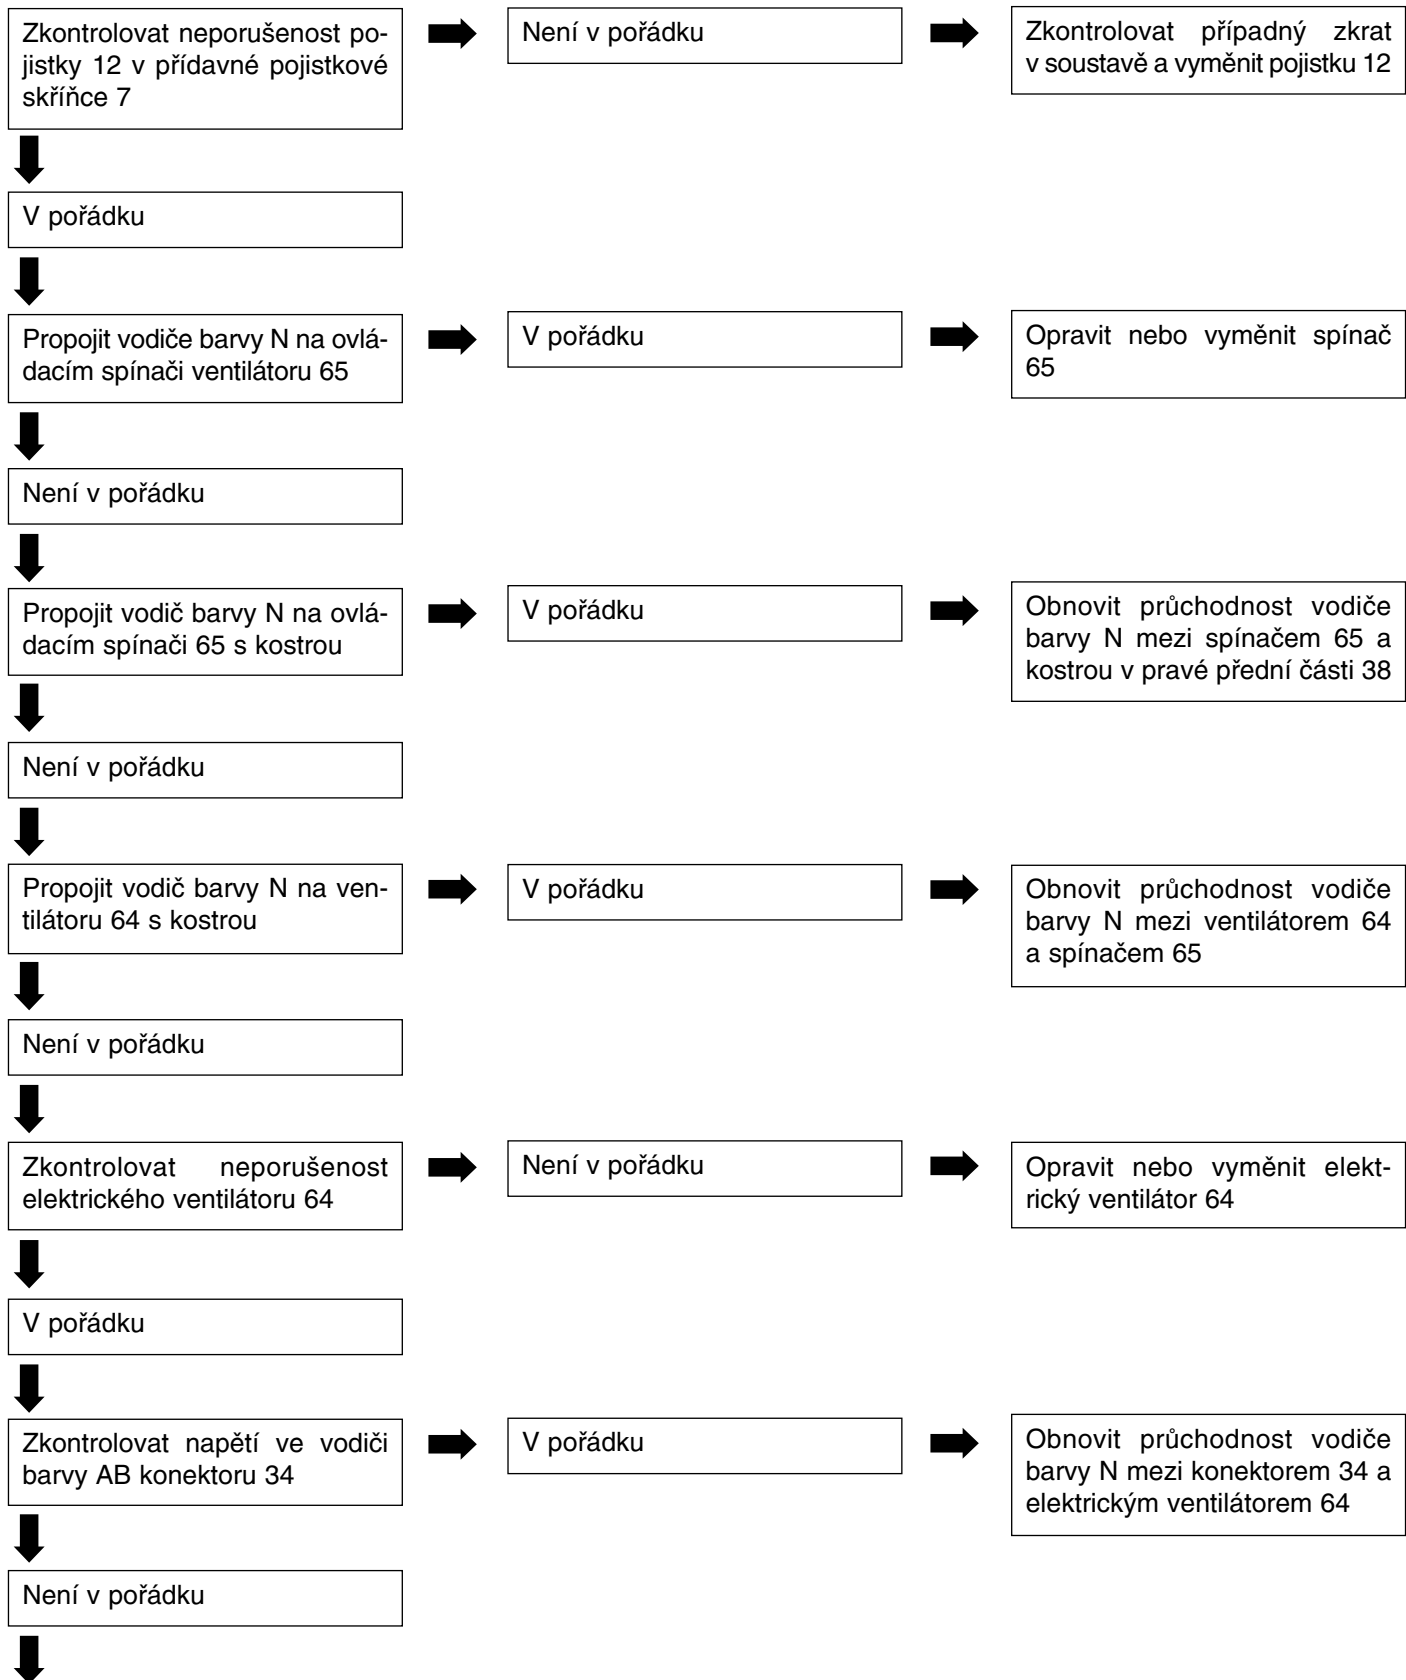 Zkontrolovat neporušenost po-
jistky 12 v přídavné pojistkové
skříňce 7
Není v pořádku
Zkontrolovat případný zkrat
v soustavě a vyměnit pojistku 12
V pořádku
Propojit vodiče barvy N na ovlá-
dacím spínači ventilátoru 65
V pořádku
Opravit nebo vyměnit spínač
65
Není v pořádku
Propojit vodič barvy N na ovlá-
dacím spínači 65 s kostrou
V pořádku
Obnovit průchodnost vodiče
barvy N mezi spínačem 65 a
kostrou v pravé přední části 38
Není v pořádku
Propojit vodič barvy N na ven-
tilátoru 64 s kostrou
V pořádku
Obnovit průchodnost vodiče
barvy N mezi ventilátorem 64
a spínačem 65
Není v pořádku
Zkontrolovat neporušenost
elektrického ventilátoru 64
Není v pořádku
Opravit nebo vyměnit elekt-
rický ventilátor 64
V pořádku
Zkontrolovat napětí ve vodiči
barvy AB konektoru 34
V pořádku
Obnovit průchodnost vodiče
barvy N mezi konektorem 34 a
elektrickým ventilátorem 64
Není v pořádku